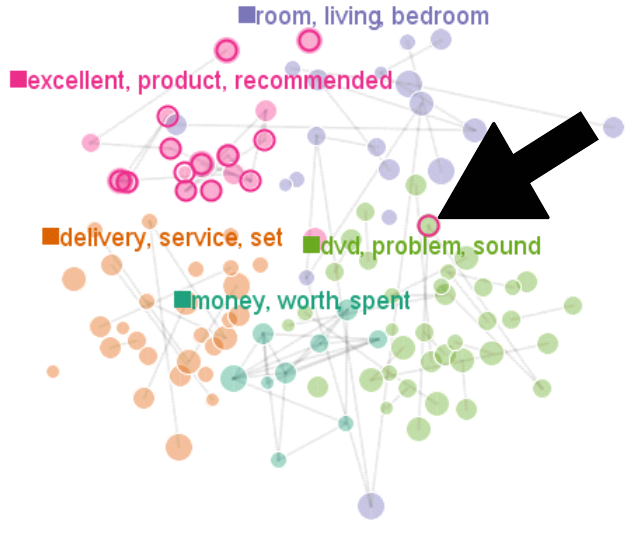 room, living, bedroom
excellent, product, recommended
delivery, service, set
dvd, problem, sound
money, worth, spent